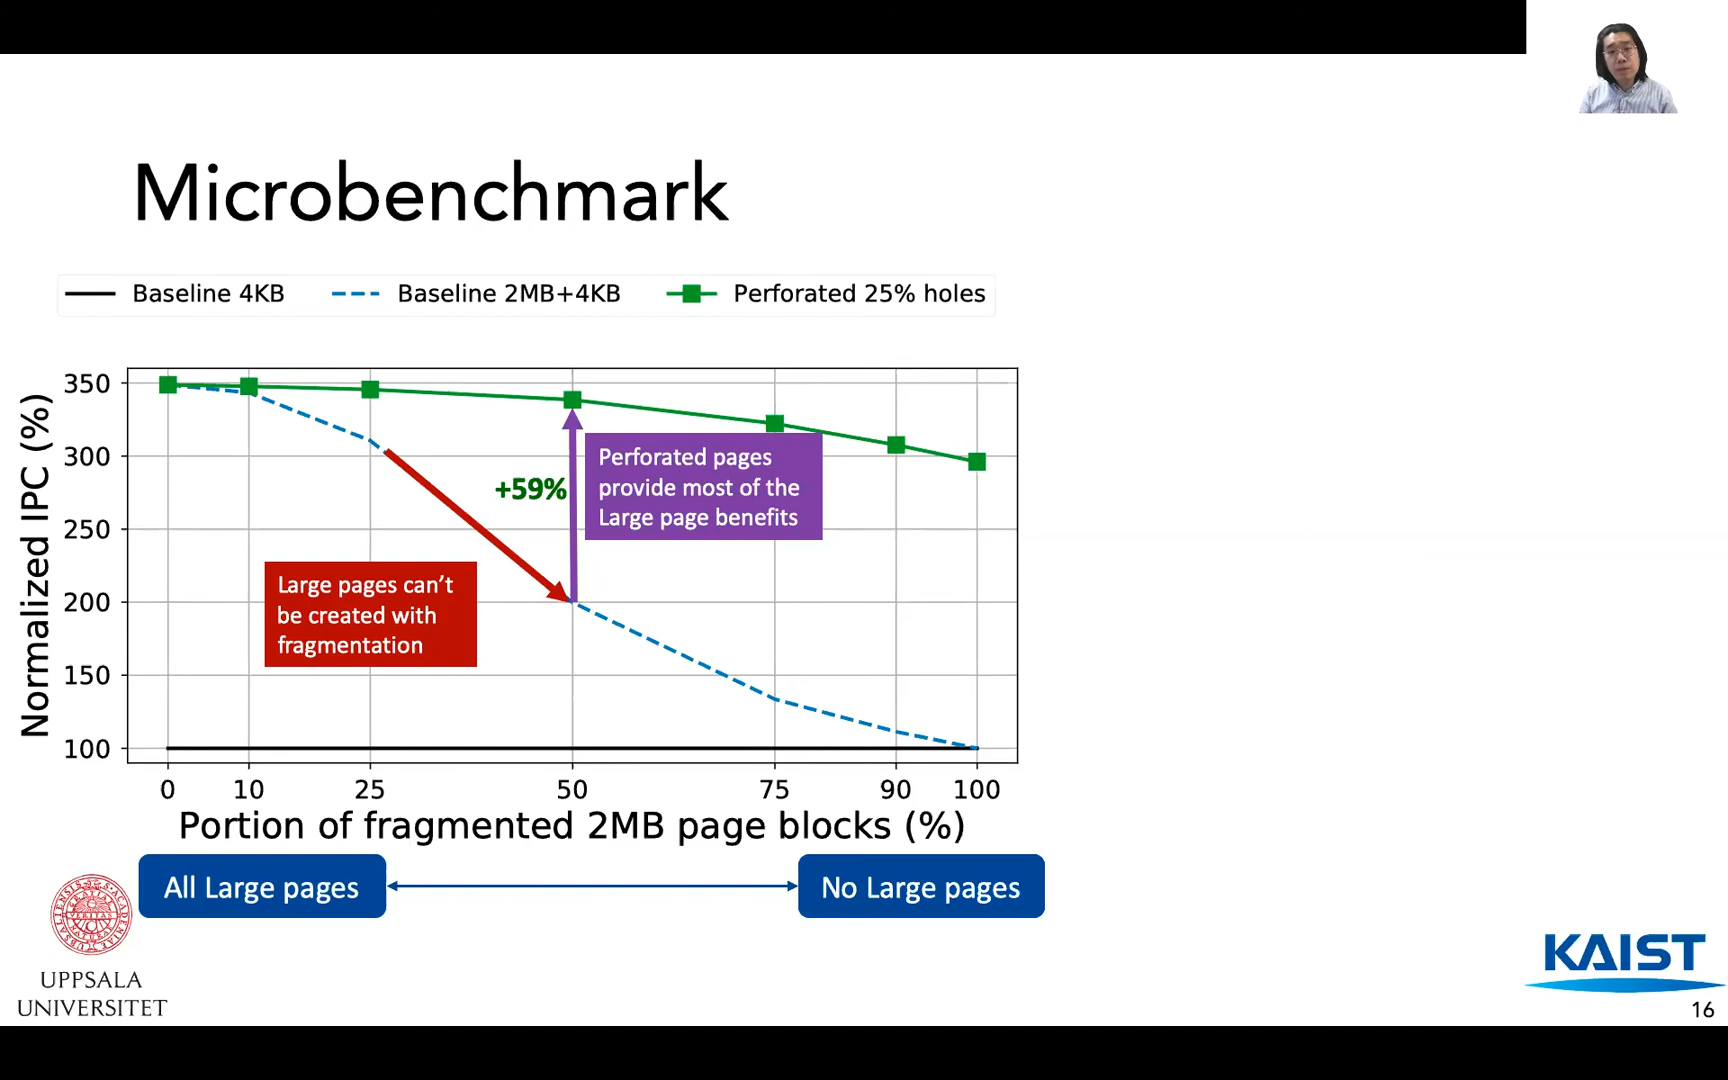 Microbenchmark
Baseline 4KB
Baseline 2MB+4KB
Perforated 25% holes
Normalized IPC (%)
350
300
250
200
150
100
+59%
Perforated pages
provide most of the
Large page benefits
Large pages can't
be created with
fragmentation
0 10 25 50 75 90 100
Portion of fragmented 2MB page blocks (%)
All Large pages
No Large pages
UPPSALA
UNIVERSITET
KAIST
16